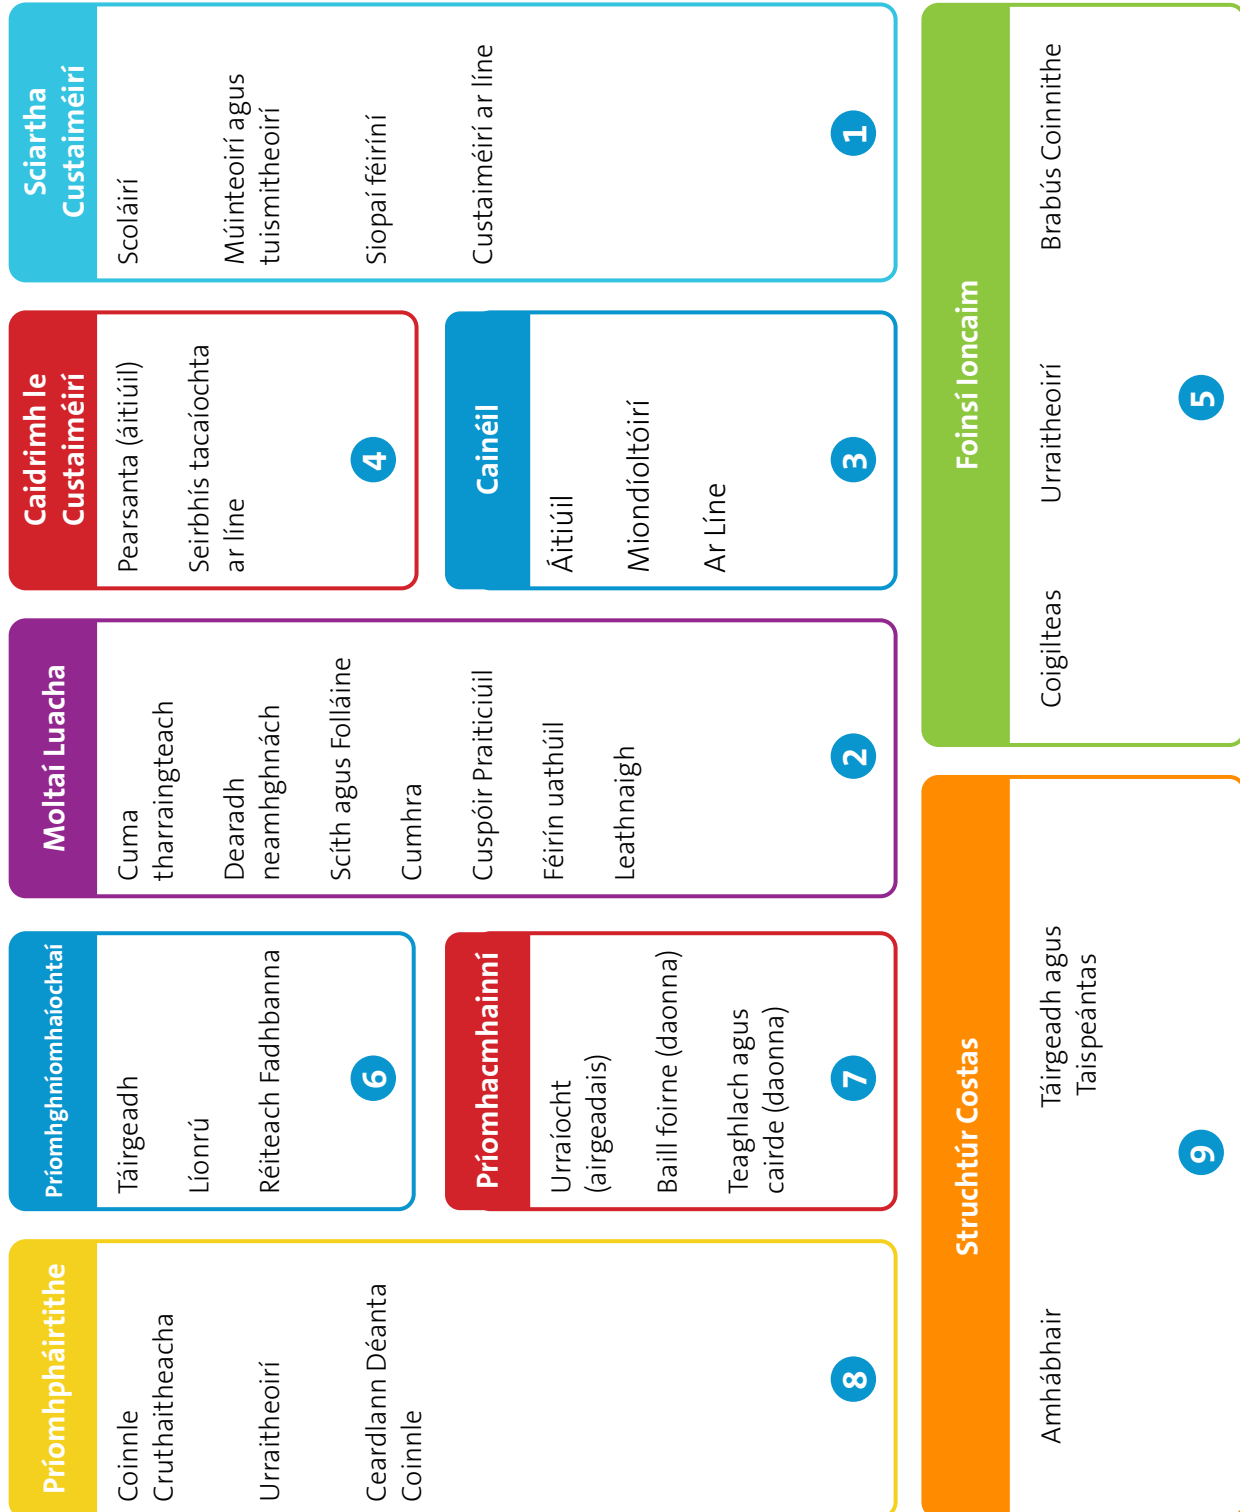 Príomhpháirtithe
Coinnle
Cruthaitheacha
Urraitheoirí
Ceardlann Déanta
Coinnle
8
Príomhghníomhaíochtaí
Táirgeadh
Líonrú
Réiteach Fadhbanna
6
Príomhacmhainní
Urraíocht
(airgeadais)
Baill foirne (daonna)
Teaghlach agus
cairde (daonna)
7
Moltaí Luacha
Cuma
tharraingteach
Dearadh
neamhghnách
Scíth agus Folláine
Cumhra
Cuspóir Praiticiúil
Féirín uathúil
Leathnaigh
2
Caidrimh le
Custaiméirí
Pearsanta (áitiúil)
Seirbhís tacaíochta
ar líne
4
Cainéil
Áitiúil
Miondíoltóirí
Ar Líne
3
Sciartha
Custaiméirí
Scoláirí
Múinteoirí agus
tuismitheoirí
Siopaí féiríní
Custaiméirí ar líne
1
Struchtúr Costas
Amhábhair
Táirgeadh agus
Taispeántas
9
Foinsí Ioncaim
Coigilteas
Urraitheoirí
Brabús Coinnithe
5